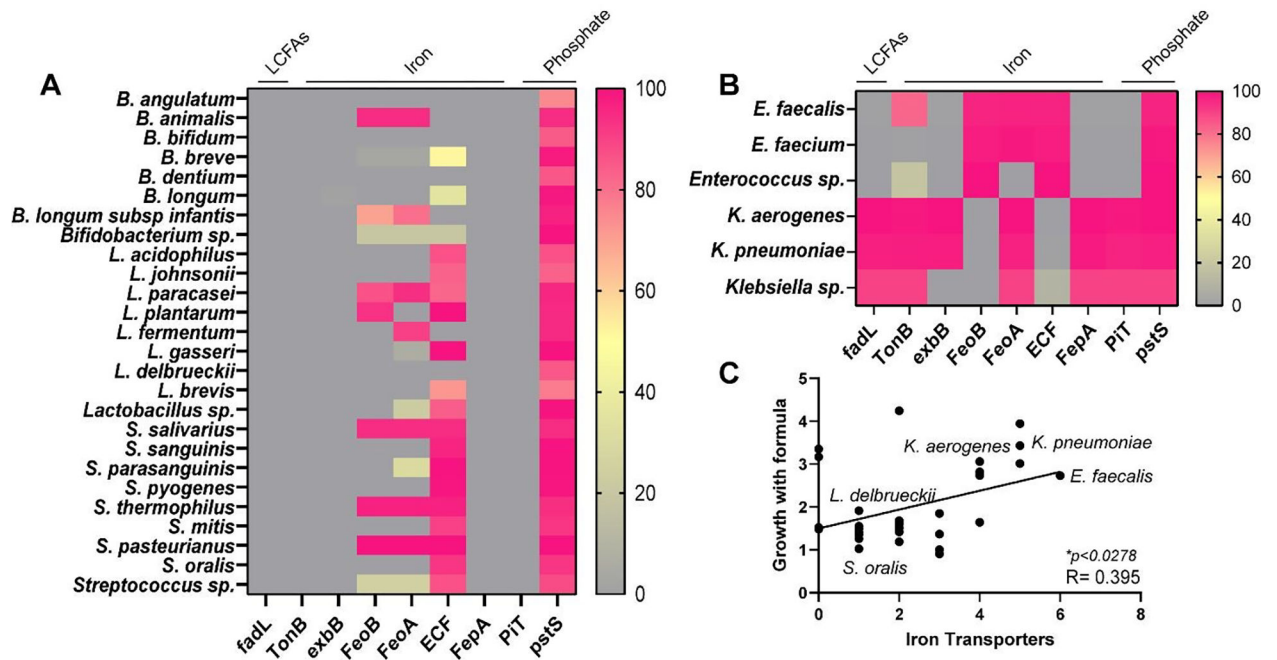 A
LCFAs
Iron
Phosphate
B. angulatum
B. animalis
B. bifidum
B. breve
B. dentium
B. longum
B. longum subsp infantis
Bifidobacterium sp.
L. acidophilus
L. johnsonii
L. paracasei
L. plantarum
L. fermentum
L. gasseri
L. delbrueckii
L. brevis
Lactobacillus sp.
S. salivarius
S. sanguinis
S. parasanguinis
S. pyogenes
S. thermophilus
S. mitis
S. pasteurianus
S. oralis
Streptococcus sp.
fadL
TonB
exbB
FeoB
FeoA
ECF
FepA
PiT
pstS
100
80
60
40
20
0
B
LCFAs
Iron
Phosphate
E. faecalis
E. faecium
Enterococcus sp.
K. aerogenes
K. pneumoniae
Klebsiella sp.
fadL
TonB
exbB
FeoB
FeoA
ECF
FepA
PiT
pstS
100
80
60
40
20
0
C
Growth with formula
5
4
3
2
1
0
K. aerogenes
K. pneumoniae
E. faecalis
L. delbrueckii
S. oralis
*p<0.0278
R= 0.395
0 2 4 6 8
Iron Transporters